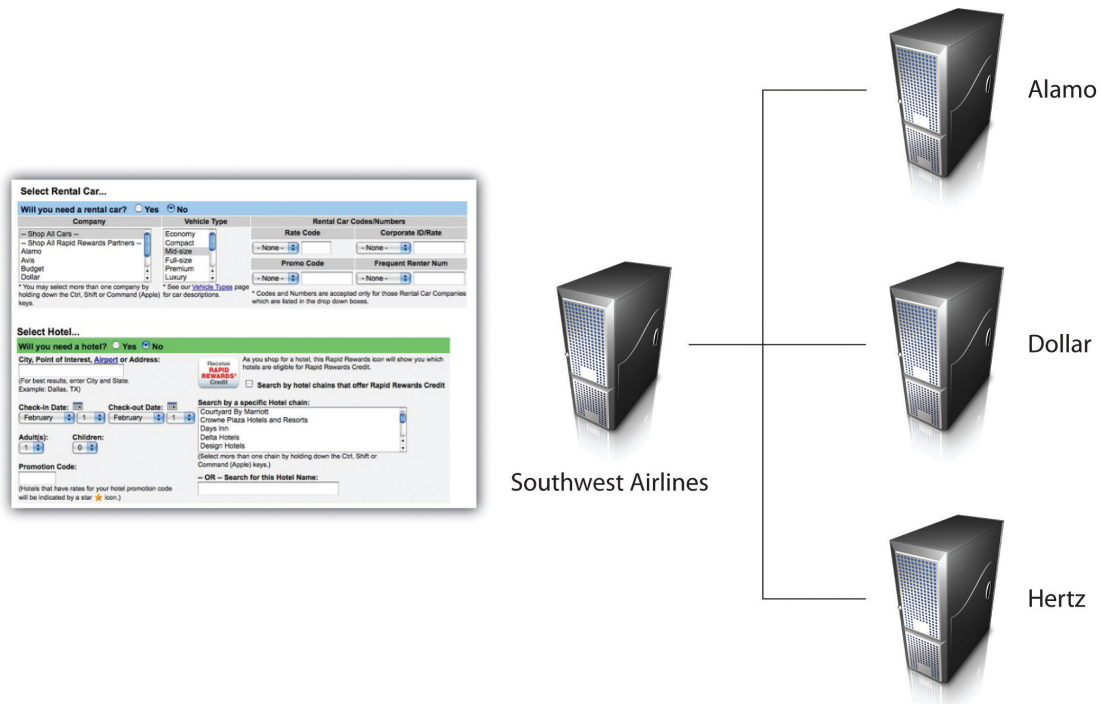 Select Rental Car...
Will you need a rental car? Yes No
Company Vehicle Type Rental Car Codes/Numbers
-- Shop All Cars --
-- Shop All Rapid Rewards Partners --
Alamo
Avis
Budget
Dollar
Economy
Compact
Mid-size
Full-size
Premium
Luxury
Rate Code Corporate ID/Rate
- None - - None -
Promo Code Frequent Renter Num
- None - - None -
* You may select more than one company by
holding down the Ctrl, Shift or Command (Apple)
keys.
* See our Vehicle Types page
for car descriptions.
* Codes and Numbers are accepted only for those Rental Car Companies
which are listed in the drop down boxes.
Select Hotel...
Will you need a hotel? Yes No
City, Point of Interest, Airport or Address:
(For best results, enter City and State.
Example: Dallas, TX)
Receive
RAPID
REWARDS®
Credit
As you shop for a hotel, this Rapid Rewards icon will show you which
hotels are eligible for Rapid Rewards Credit.
Search by hotel chains that offer Rapid Rewards Credit
Check-in Date: Check-out Date:
February 1 February 1
Adult(s): Children:
1 0
Promotion Code:
(Hotels that have rates for your hotel promotion code
will be indicated by a star icon.)
Search by a specific Hotel chain:
Courtyard By Marriott
Crowne Plaza Hotels and Resorts
Days Inn
Delta Hotels
Design Hotels
(Select more than one chain by holding down the Ctrl, Shift or
Command (Apple) keys.)
-- OR -- Search for this Hotel Name:
Southwest Airlines
Alamo
Dollar
Hertz